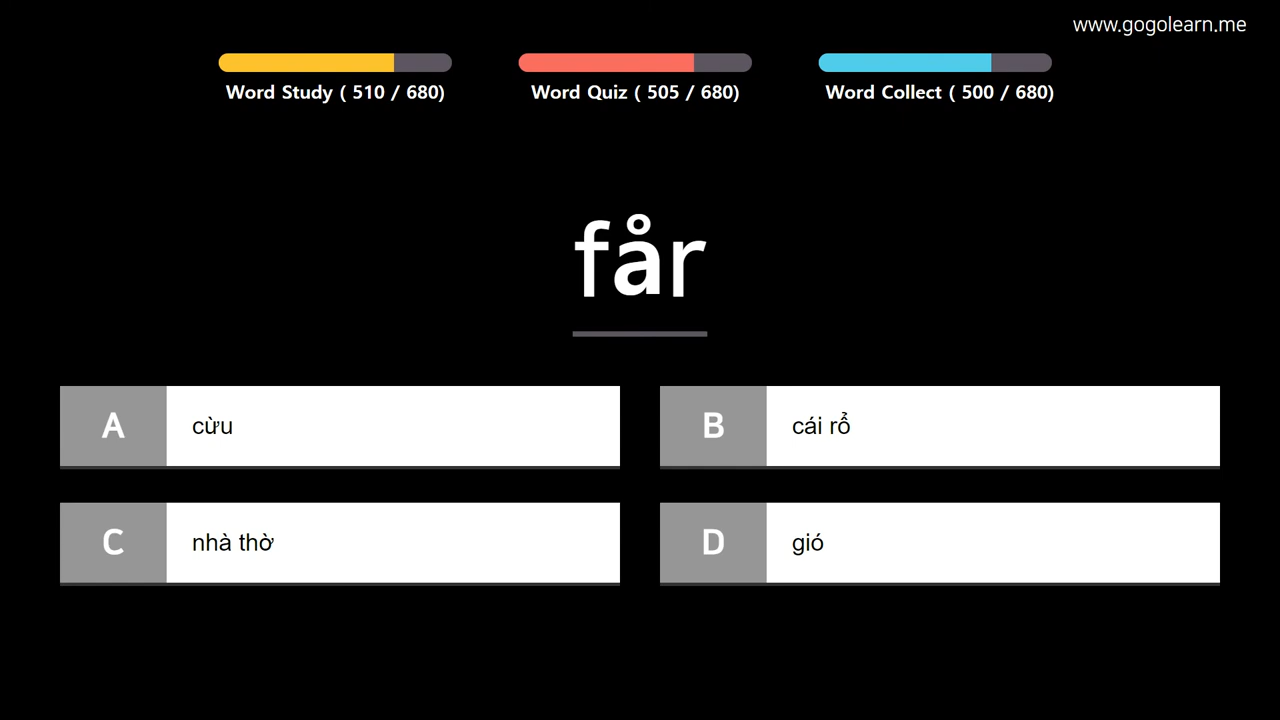 www.gogolearn.me
Word Study ( 510 / 680)
Word Quiz ( 505 / 680)
Word Collect ( 500 / 680)
får
A cừu
B cái rổ
C nhà thờ
D gió